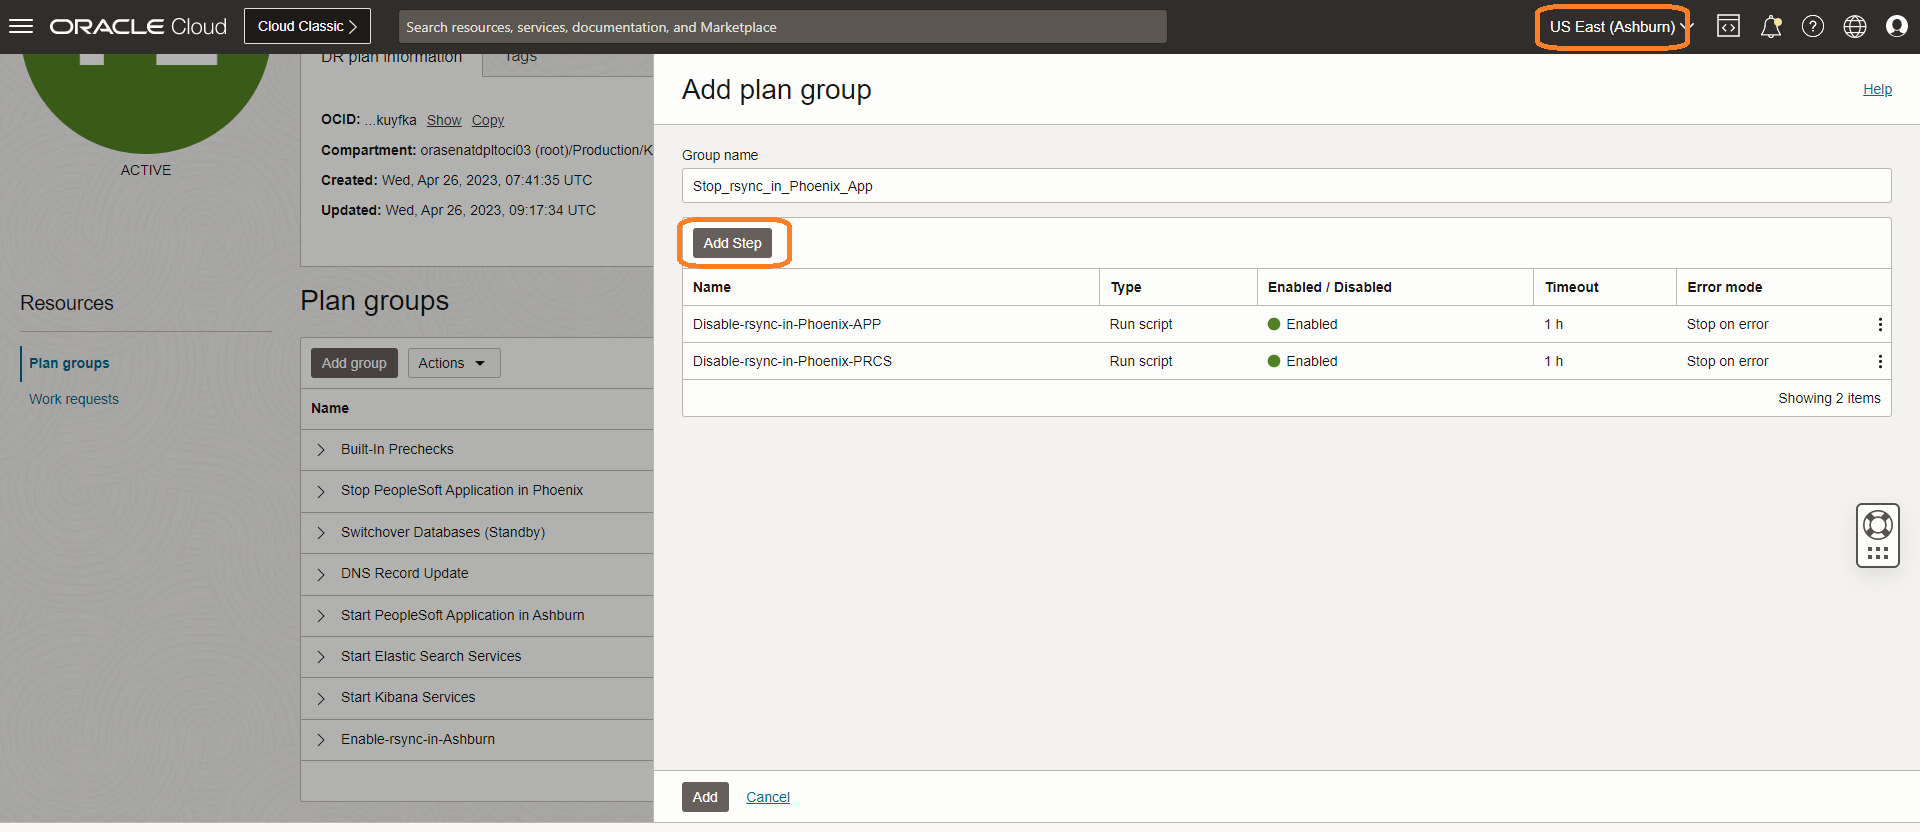 ORACLE Cloud
Cloud Classic
Search resources, services, documentation, and Marketplace
US East (Ashburn)
DR plan information
Tags
OCID: ...kuyfka Show Copy
Compartment: orasenatdpltoci03 (root)/Production/K
Created: Wed, Apr 26, 2023, 07:41:35 UTC
Updated: Wed, Apr 26, 2023, 09:17:34 UTC
ACTIVE
Resources
Plan groups
Work requests
Plan groups
Add group
Actions
Name
Built-In Prechecks
Stop PeopleSoft Application in Phoenix
Switchover Databases (Standby)
DNS Record Update
Start PeopleSoft Application in Ashburn
Start Elastic Search Services
Start Kibana Services
Enable-rsync-in-Ashburn
Add plan group
Help
Group name
Stop_rsync_in_Phoenix_App
Add Step
Name Type Enabled / Disabled Timeout Error mode
Disable-rsync-in-Phoenix-APP Run script Enabled 1 h Stop on error
Disable-rsync-in-Phoenix-PRCS Run script Enabled 1 h Stop on error
Showing 2 items
Add
Cancel